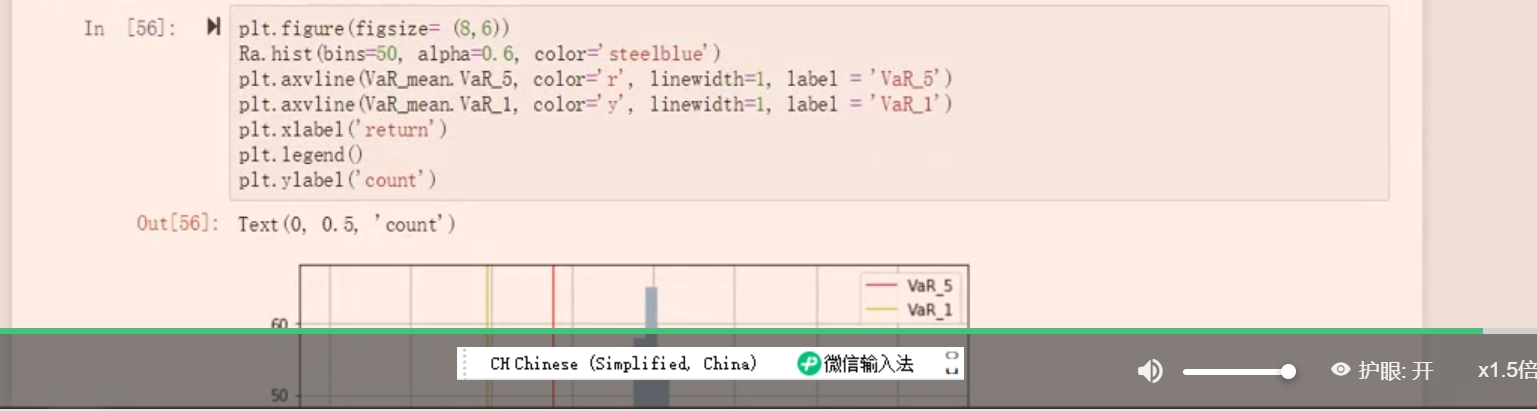 In [56]:
plt.figure(figsize= (8,6))
Ra.hist(bins=50, alpha=0.6, color='steelblue')
plt.axvline(VaR_mean.VaR_5, color='r', linewidth=1, label ='VaR_5')
plt.axvline(VaR_mean.VaR_1, color='y', linewidth=1, label ='VaR_1')
plt.xlabel('return')
plt.legend()
plt.ylabel('count')
Out[56]: Text(0, 0.5, 'count')
VaR_5
VaR_1
60
CH Chinese (Simplified, China) 微信输入法
护眼: 开 x1.5倍
50